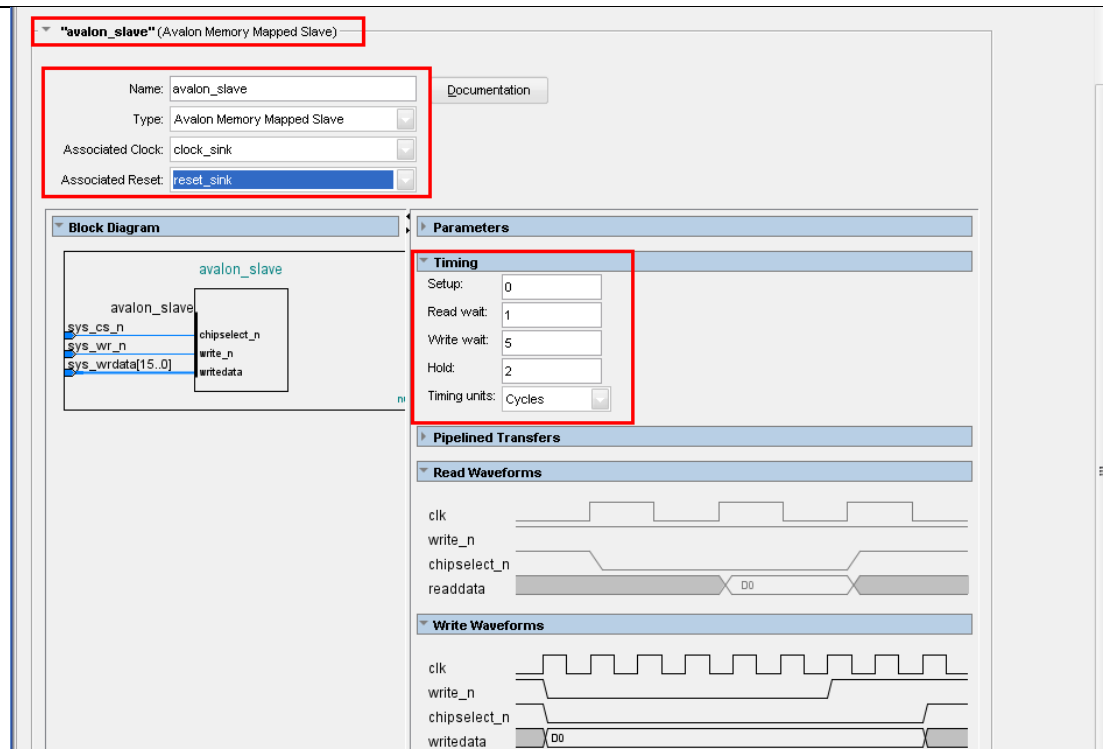 "avalon_slave" (Avalon Memory Mapped Slave)
Name: avalon_slave
Documentation
Type: Avalon Memory Mapped Slave
Associated Clock: clock_sink
Associated Reset: reset_sink
Block Diagram
avalon_slave
avalon_slave
sys_cs_n
chipselect_n
sys_wr_n
write_n
sys_wrdata[15..0]
writedata
Parameters
Timing
Setup: 0
Read wait: 1
Write wait: 5
Hold: 2
Timing units: Cycles
Pipelined Transfers
Read Waveforms
clk
write_n
chipselect_n
readdata D0
Write Waveforms
clk
write_n
chipselect_n
writedata D0